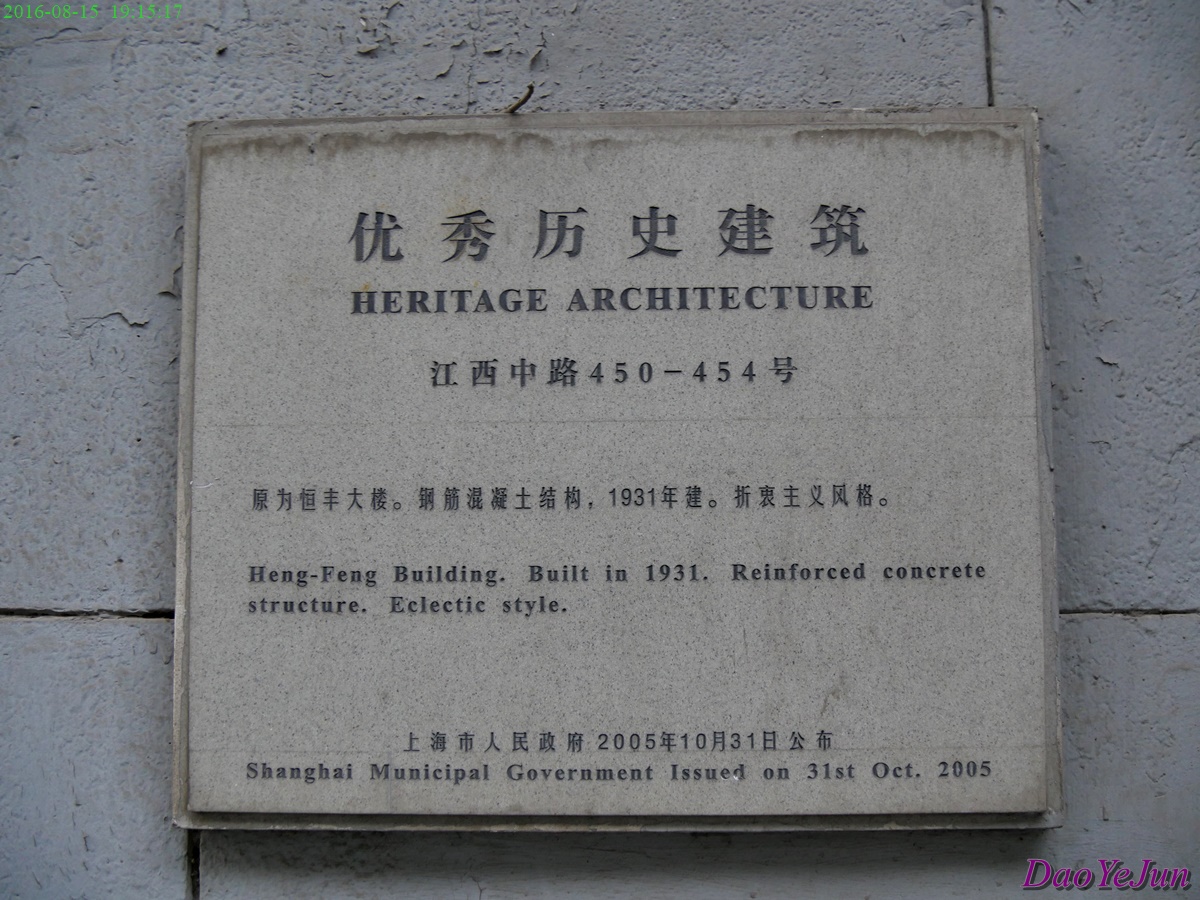 2016-08-15 19:15:17
优秀历史建筑
HERITAGE ARCHITECTURE
江西中路450-454号
原为恒丰大楼。钢筋混凝土结构，1931年建。折衷主义风格。
Heng-Feng Building. Built in 1931. Reinforced concrete
structure. Eclectic style.
上海市人民政府 2005年10月31日公布
Shanghai Municipal Government Issued on 31st Oct. 2005
DaoYeJun